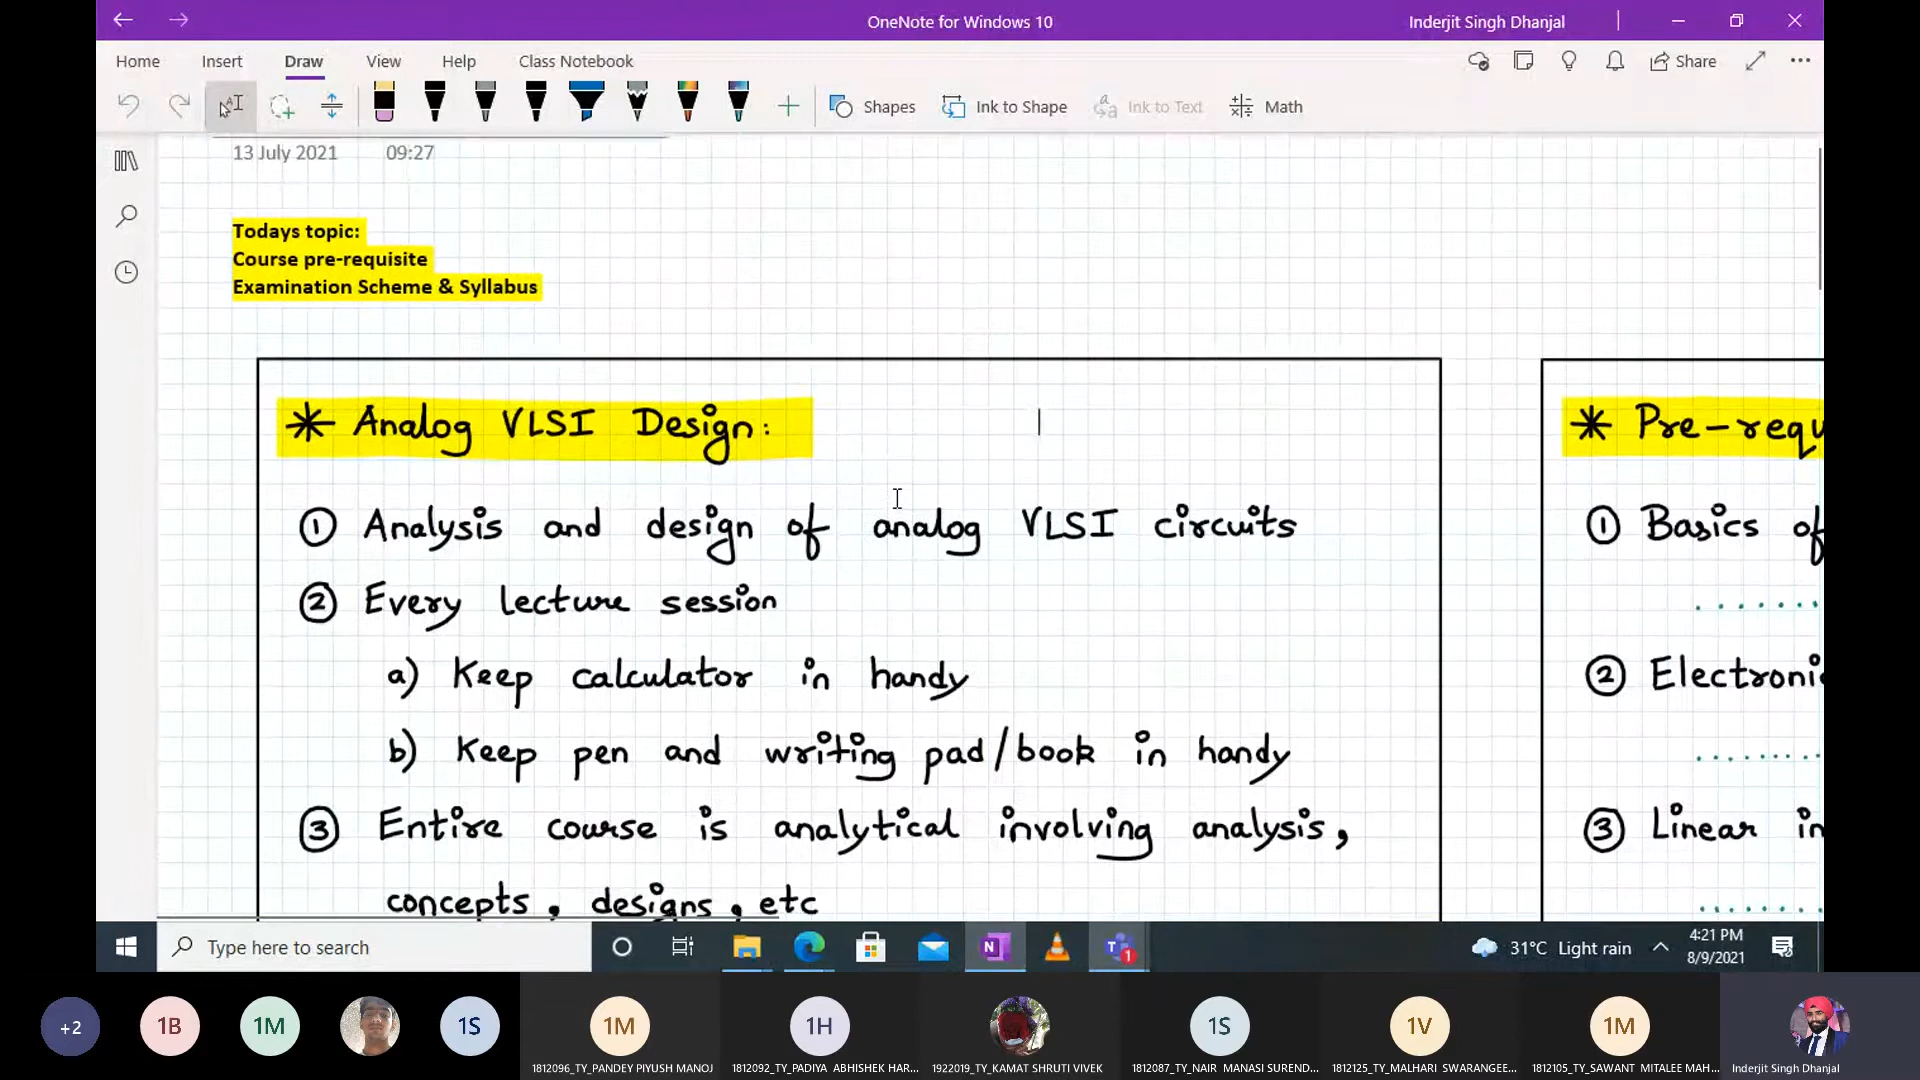 OneNote for Windows 10
Inderjit Singh Dhanjal
Home Insert Draw View Help Class Notebook
Share
Shapes Ink to Shape Ink to Text Math
13 July 2021 09:27
Todays topic:
Course pre-requisite
Examination Scheme & Syllabus
* Analog VLSI Design:
① Analysis and design of analog VLSI circuits
② Every lecture session
a) Keep calculator in handy
b) Keep pen and writing pad/book in handy
③ Entire course is analytical involving analysis,
concepts, designs, etc
* Pre-requ
① Basics of
② Electroni
③ Linear in
Type here to search
31°C Light rain
4:21 PM
8/9/2021
+2
1B
1M
1S
1M
1812096_TY_PANDEY PIYUSH MANOJ
1H
1812092_TY_PADIYA ABHISHEK HAR...
1922019_TY_KAMAT SHRUTI VIVEK
1S
1812087_TY_NAIR MANASI SUREND...
1V
1812125_TY_MALHARI SWARANGEE...
1M
1812105_TY_SAWANT MITALEE MAH...
Inderjit Singh Dhanjal